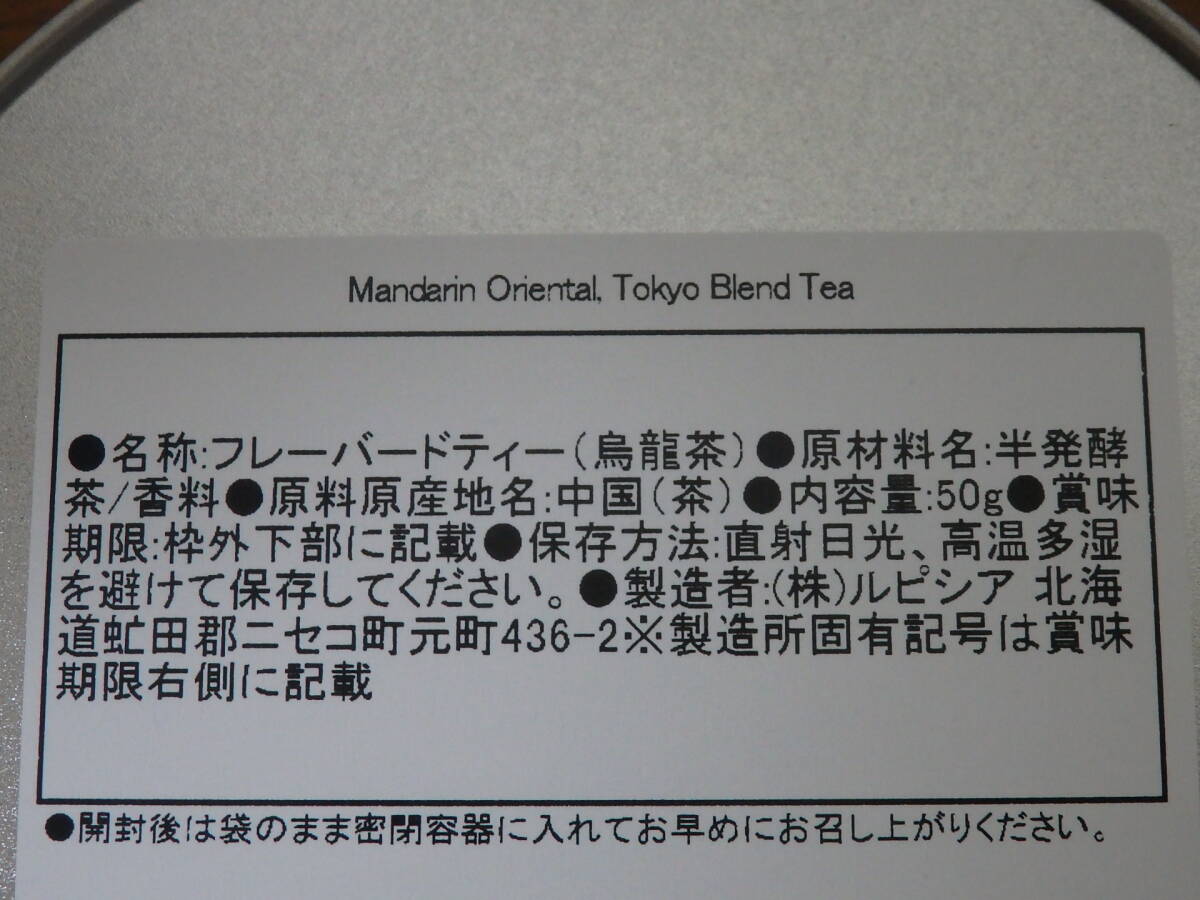 Mandarin Oriental, Tokyo Blend Tea
●名称:フレーバードティー(烏龍茶)●原材料名:半発酵
茶/香料●原料原産地名:中国(茶)●内容量:50g●賞味
期限:枠外下部に記載●保存方法:直射日光、高温多湿
を避けて保存してください。●製造者:(株)ルピシア 北海
道虻田郡ニセコ町元町436-2※製造所固有記号は賞味
期限右側に記載
●開封後は袋のまま密閉容器に入れてお早めにお召し上がりください。